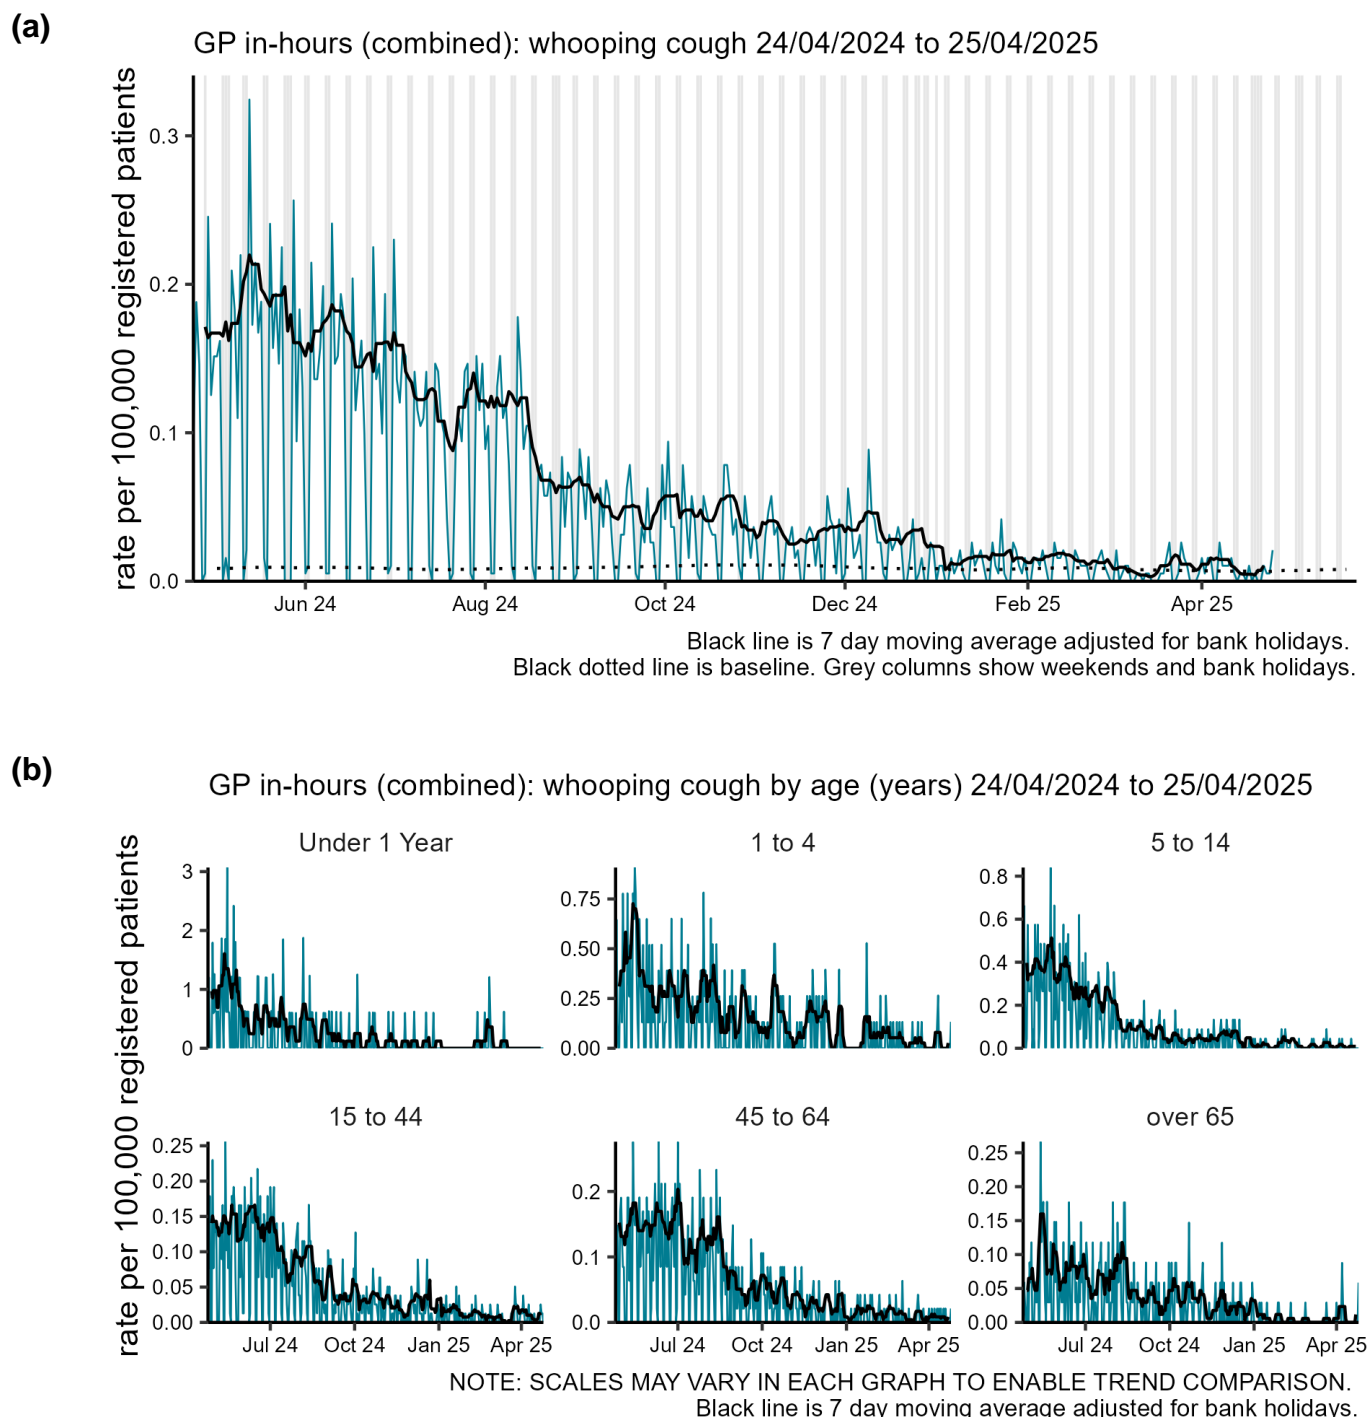 (a)
GP in-hours (combined): whooping cough 24/04/2024 to 25/04/2025
rate per 100,000 registered patients
0.3
0.2
0.1
0.0
Jun 24 Aug 24 Oct 24 Dec 24 Feb 25 Apr 25
Black line is 7 day moving average adjusted for bank holidays.
Black dotted line is baseline. Grey columns show weekends and bank holidays.
(b)
GP in-hours (combined): whooping cough by age (years) 24/04/2024 to 25/04/2025
rate per 100,000 registered patients
Under 1 Year
3
2
1
0
1 to 4
0.75
0.50
0.25
0.00
5 to 14
0.8
0.6
0.4
0.2
0.0
15 to 44
0.25
0.20
0.15
0.10
0.05
0.00
Jul 24 Oct 24 Jan 25 Apr 25
45 to 64
0.2
0.1
0.0
Jul 24 Oct 24 Jan 25 Apr 25
over 65
0.25
0.20
0.15
0.10
0.05
0.00
Jul 24 Oct 24 Jan 25 Apr 25
NOTE: SCALES MAY VARY IN EACH GRAPH TO ENABLE TREND COMPARISON.
Black line is 7 day moving average adjusted for bank holidays.